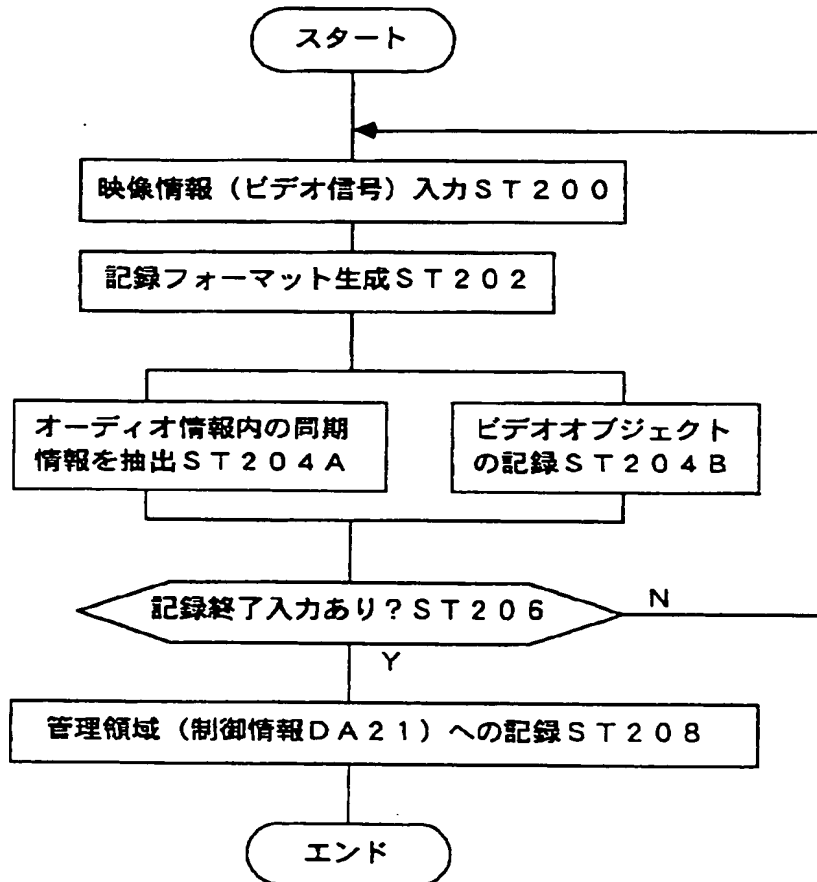 スタート
映像情報（ビデオ信号）入力ＳＴ２００
記録フォーマット生成ＳＴ２０２
オーディオ情報内の同期
情報を抽出ＳＴ２０４Ａ
ビデオオブジェクト
の記録ＳＴ２０４Ｂ
記録終了入力あり？ＳＴ２０６
N
Y
管理領域（制御情報ＤＡ２１）への記録ＳＴ２０８
エンド